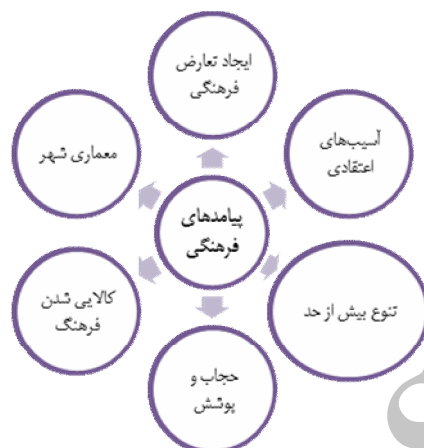 ایجاد تعارض
فرهنگی
آسیب‌های
اعتقادی
معماری شهر
پیامدهای
فرهنگی
تنوع بیش از حد
کالایی شدن
فرهنگ
حجاب و
پوشش